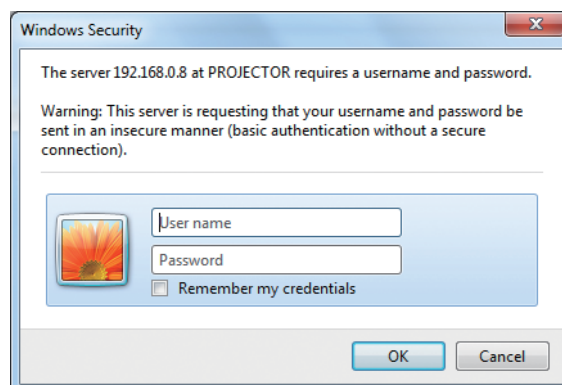 Windows Security
The server 192.168.0.8 at PROJECTOR requires a username and password.
Warning: This server is requesting that your username and password be
sent in an insecure manner (basic authentication without a secure
connection).
User name
Password
Remember my credentials
OK
Cancel